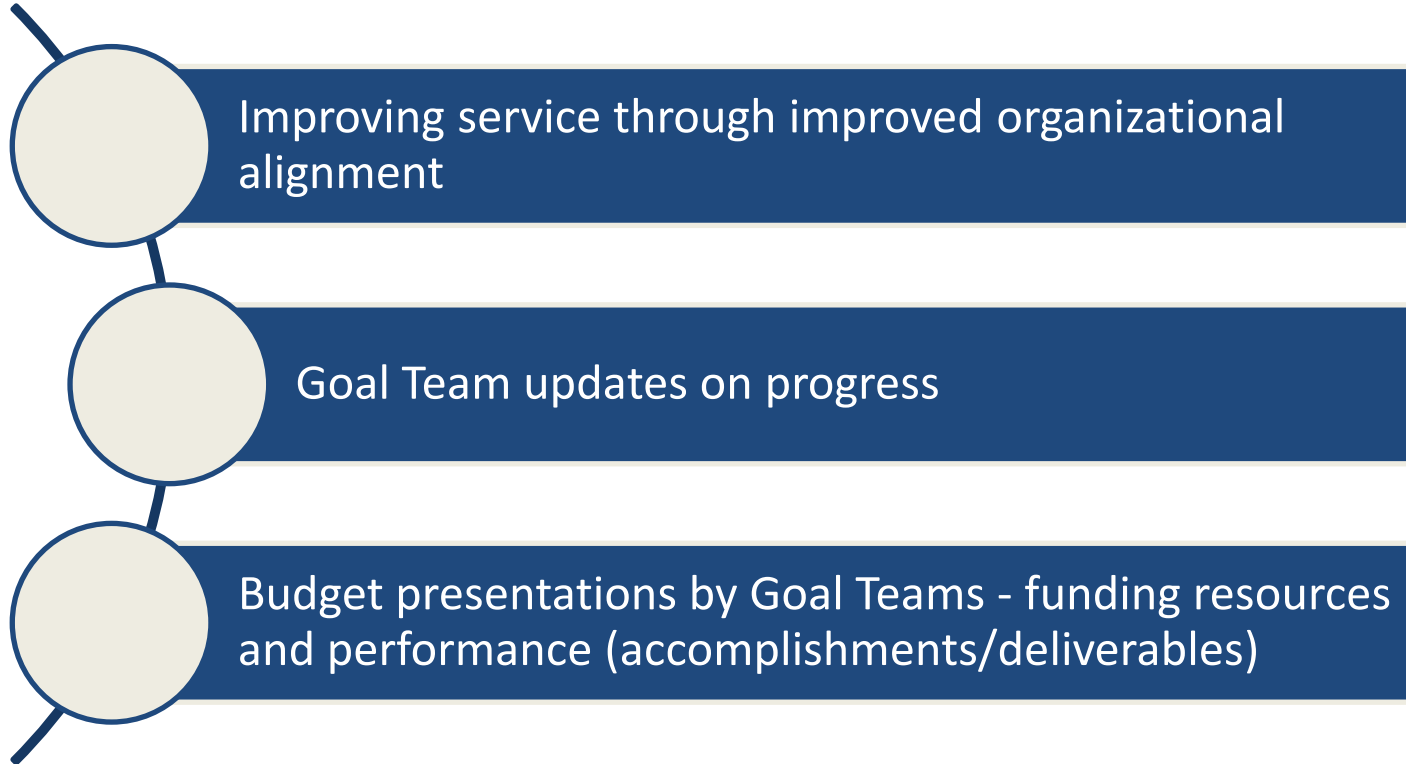 Improving service through improved organizational
alignment
Goal Team updates on progress
Budget presentations by Goal Teams - funding resources
and performance (accomplishments/deliverables)